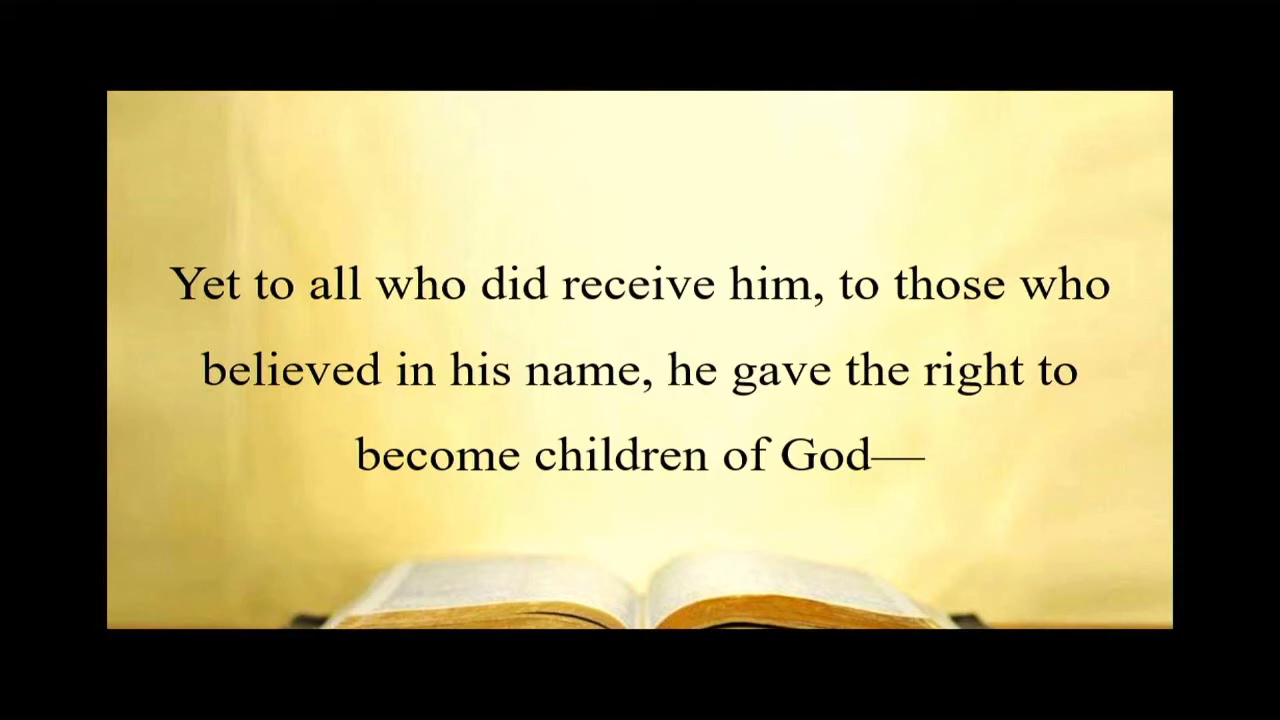 Yet to all who did receive him, to those who
believed in his name, he gave the right to
become children of God—